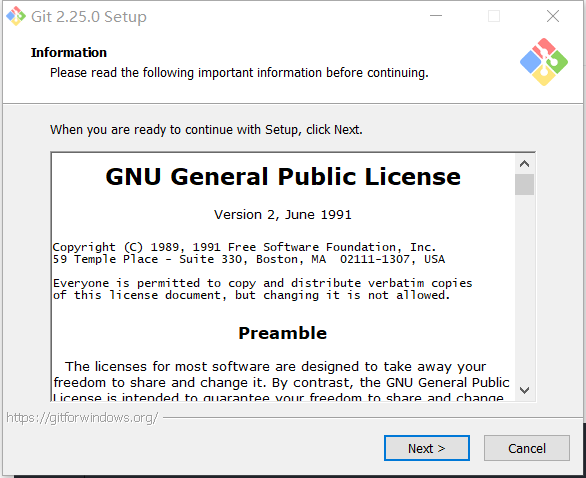 Git 2.25.0 Setup
Information
Please read the following important information before continuing.
When you are ready to continue with Setup, click Next.
GNU General Public License
Version 2, June 1991
Copyright (C) 1989, 1991 Free Software Foundation, Inc.
59 Temple Place - Suite 330, Boston, MA  02111-1307, USA
Everyone is permitted to copy and distribute verbatim copies
of this license document, but changing it is not allowed.
Preamble
The licenses for most software are designed to take away your
freedom to share and change it. By contrast, the GNU General Public
License is intended to guarantee your freedom to share and change
https://gitforwindows.org/
Next >
Cancel